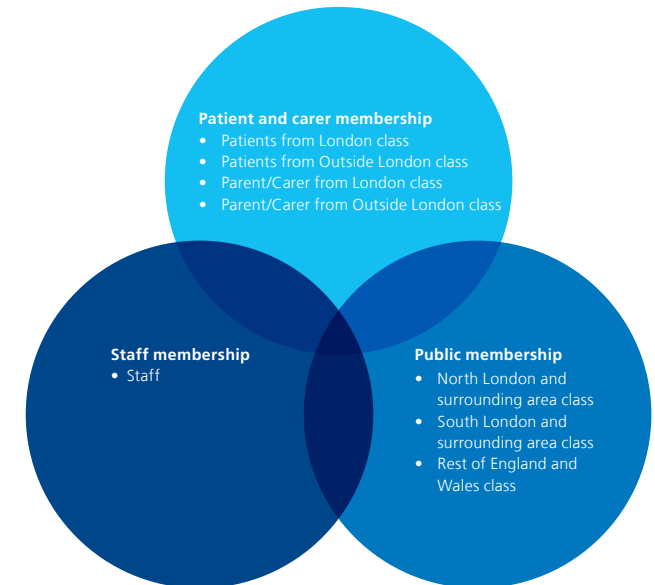 Patient and carer membership
• Patients from London class
• Patients from Outside London class
• Parent/Carer from London class
• Parent/Carer from Outside London class
Staff membership
• Staff
Public membership
• North London and
surrounding area class
• South London and
surrounding area class
• Rest of England and
Wales class